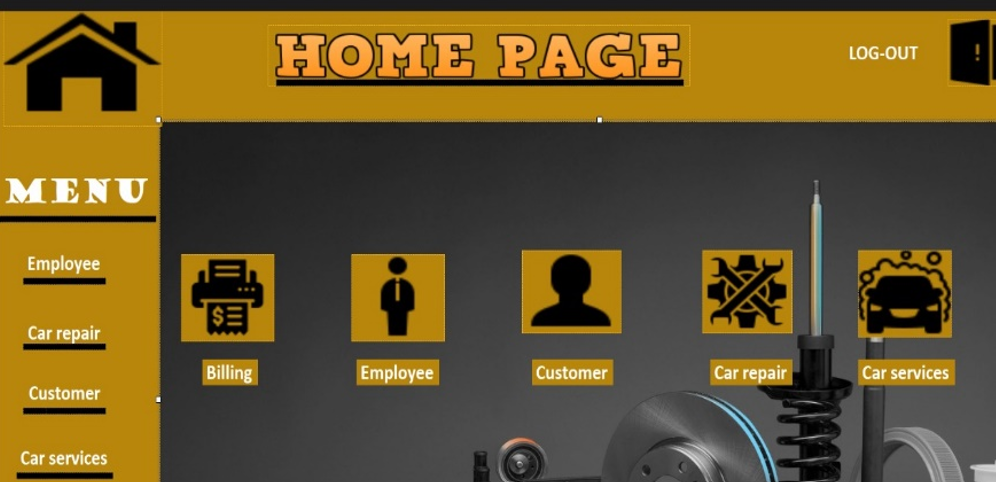 HOME PAGE
LOG-OUT
MENU
Employee
Car repair
Customer
Car services
$
Billing
Employee
Customer
Car repair
Car services